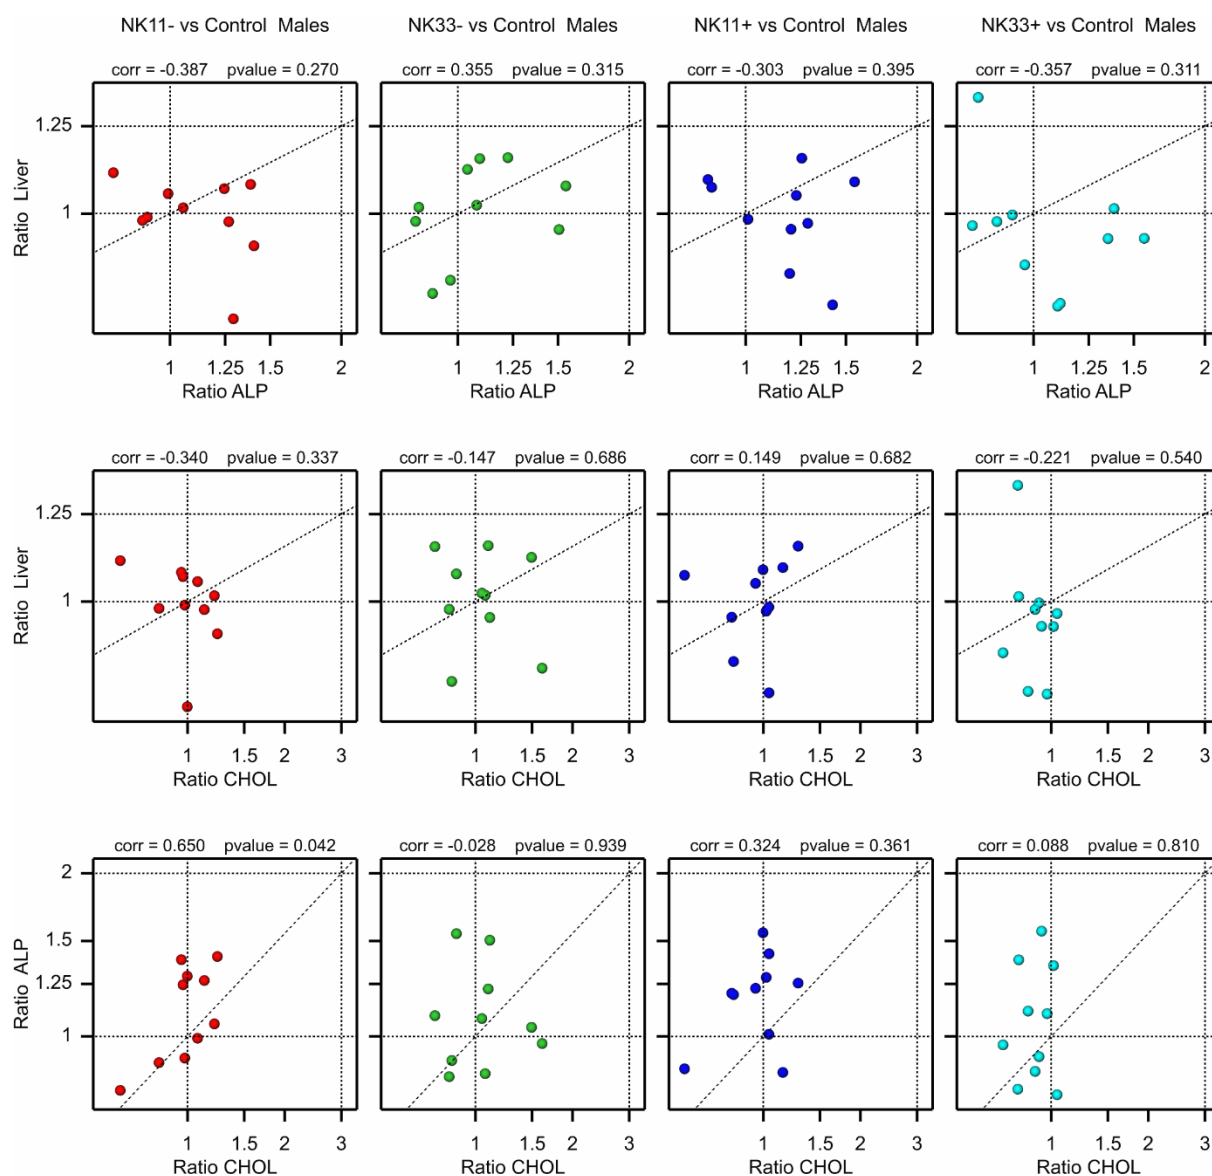 NK11- vs Control Males NK33- vs Control Males NK11+ vs Control Males NK33+ vs Control Males
corr = -0.387 pvalue = 0.270 corr = 0.355 pvalue = 0.315 corr = -0.303 pvalue = 0.395 corr = -0.357 pvalue = 0.311
1.25
1
Ratio Liver
1 1.25 1.5 2 1 1.25 1.5 2 1 1.25 1.5 2 1 1.25 1.5 2
Ratio ALP Ratio ALP Ratio ALP Ratio ALP
corr = -0.340 pvalue = 0.337 corr = -0.147 pvalue = 0.686 corr = 0.149 pvalue = 0.682 corr = -0.221 pvalue = 0.540
1.25
1
Ratio Liver
1 1.5 2 3 1 1.5 2 3 1 1.5 2 3 1 1.5 2 3
Ratio CHOL Ratio CHOL Ratio CHOL Ratio CHOL
corr = 0.650 pvalue = 0.042 corr = -0.028 pvalue = 0.939 corr = 0.324 pvalue = 0.361 corr = 0.088 pvalue = 0.810
2
1.5
1.25
1
Ratio ALP
1 1.5 2 3 1 1.5 2 3 1 1.5 2 3 1 1.5 2 3
Ratio CHOL Ratio CHOL Ratio CHOL Ratio CHOL